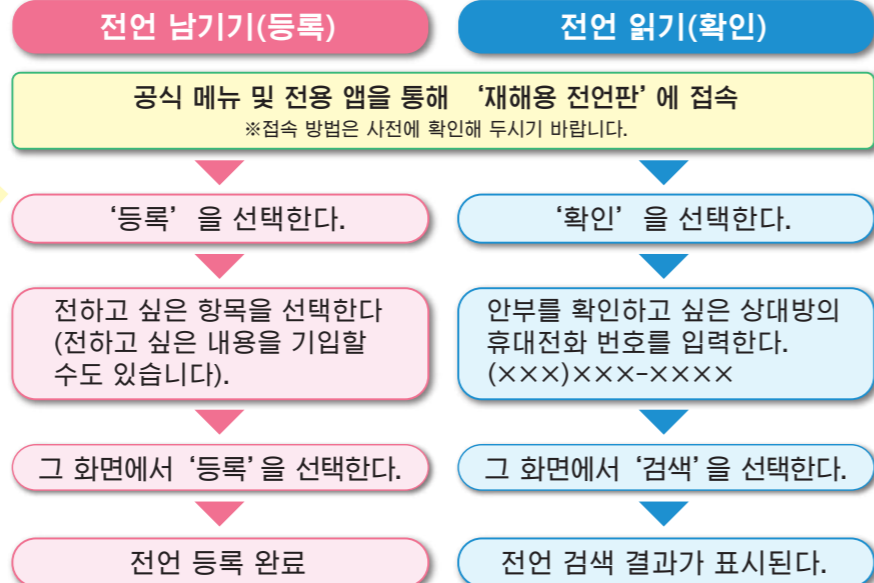 전언 남기기(등록)
전언 읽기(확인)
공식 메뉴 및 전용 앱을 통해 ‘재해용 전언판’ 에 접속
※접속 방법은 사전에 확인해 두시기 바랍니다.
‘등록’ 을 선택한다.
전하고 싶은 항목을 선택한다
(전하고 싶은 내용을 기입할
수도 있습니다).
그 화면에서 ‘등록’ 을 선택한다.
전언 등록 완료
‘확인’ 을 선택한다.
안부를 확인하고 싶은 상대방의
휴대전화 번호를 입력한다.
(×××)×××-××××
그 화면에서 ‘검색’ 을 선택한다.
전언 검색 결과가 표시된다.